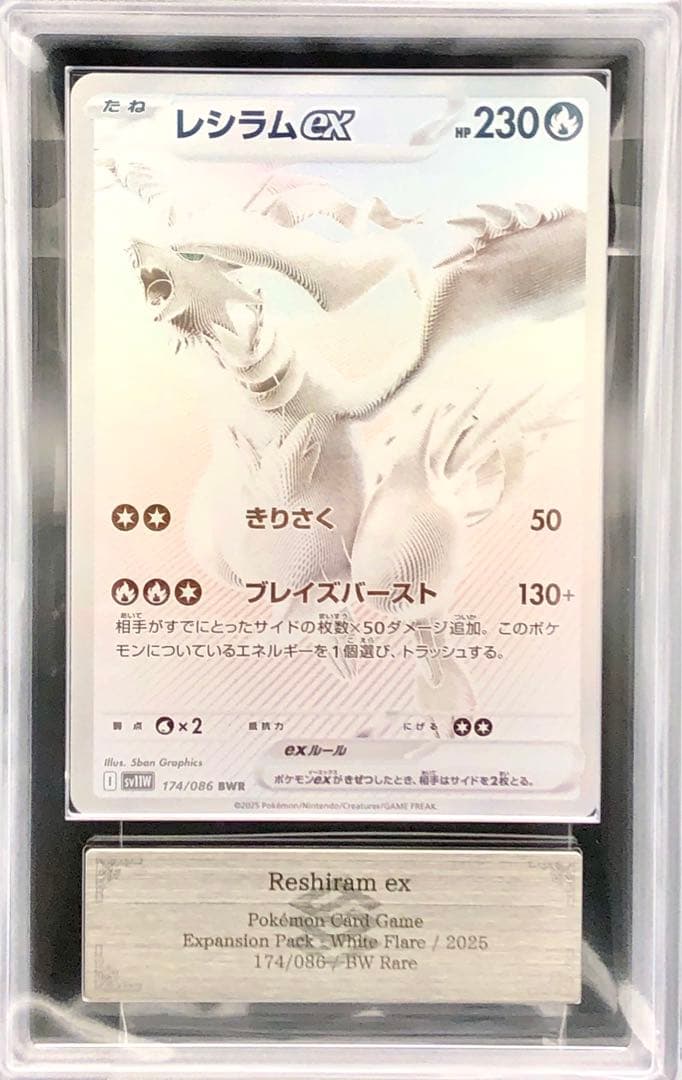 たね レシラムex HP 230
きりさく 50
ブレイズバースト 130+
相手がすでにとったサイドの枚数×50ダメージ追加。このポケ
モンについているエネルギーを1個選び、トラッシュする。
弱点 ×2 抵抗力 にげる
exルール
ポケモンexがきぜつしたとき、相手はサイドを2枚とる。
Illus. 5ban Graphics
I sv11W 174/086 BWR
©2025 Pokémon/Nintendo/Creatures/GAME FREAK.
Reshiram ex
Pokémon Card Game
Expansion Pack : White Flare / 2025
174/086 / BW Rare